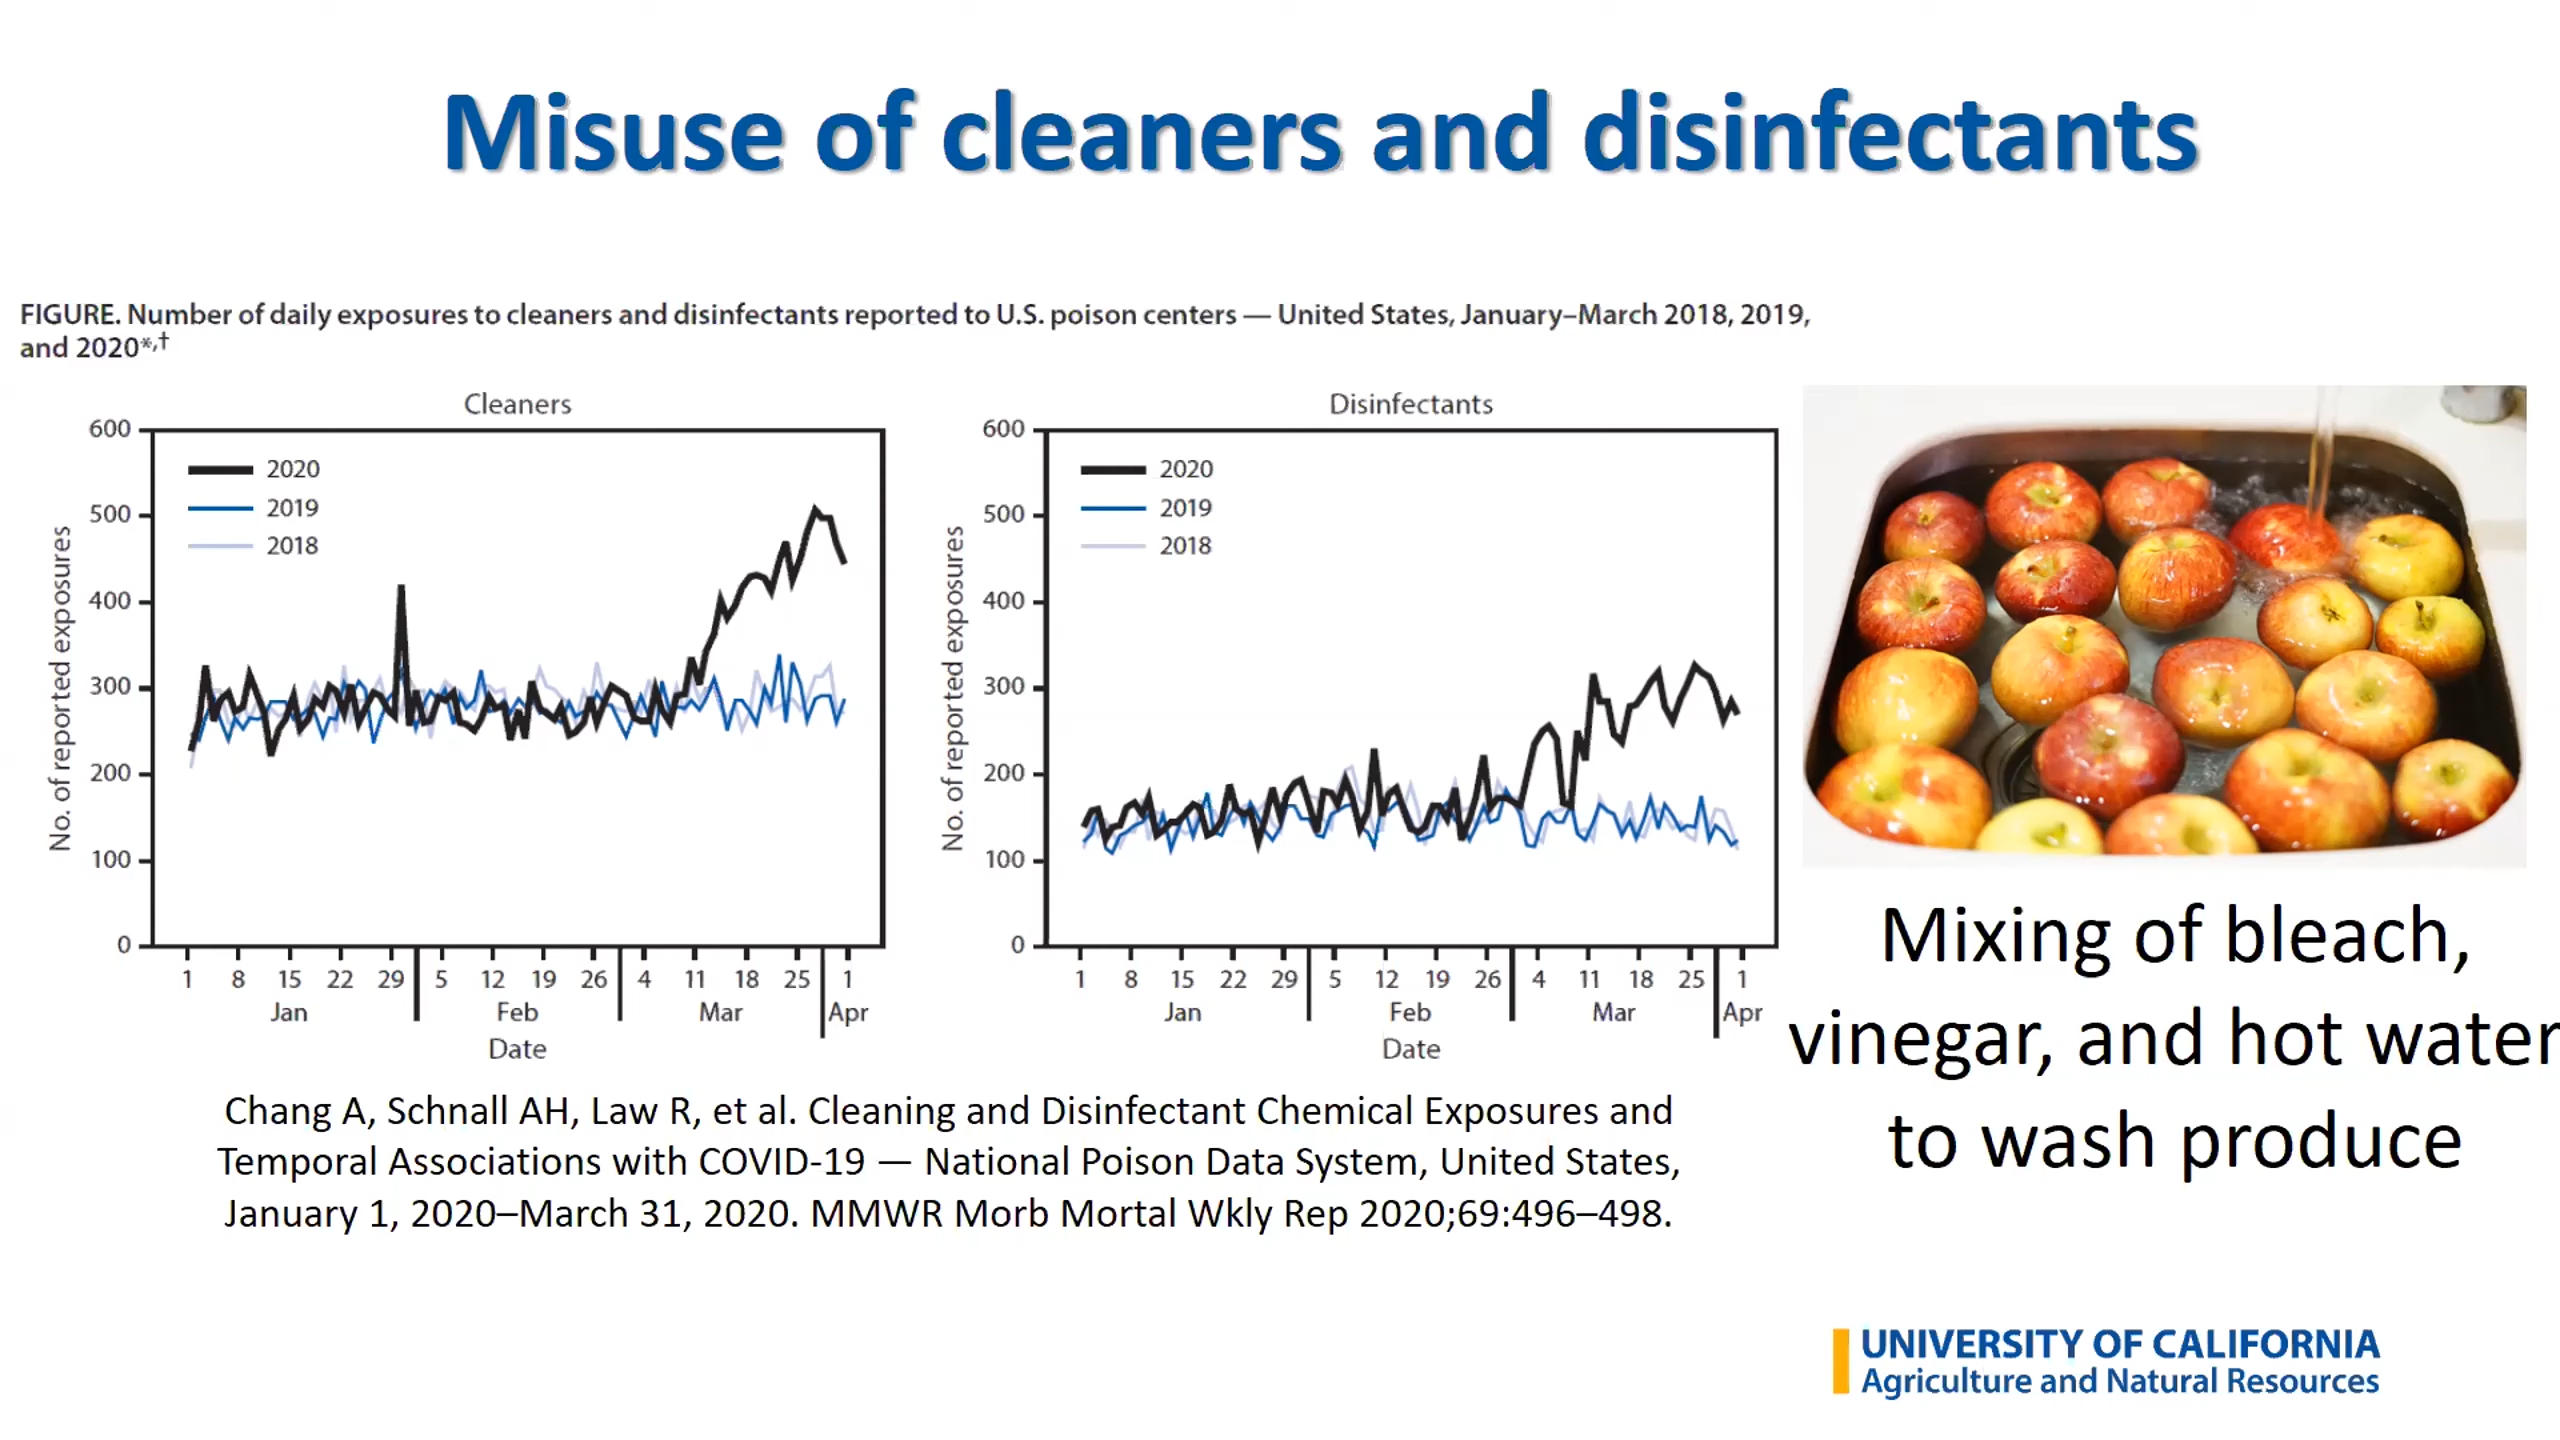 Misuse of cleaners and disinfectants
FIGURE. Number of daily exposures to cleaners and disinfectants reported to U.S. poison centers — United States, January–March 2018, 2019,
and 2020*,†
Cleaners
600
500
400
300
200
100
0
No. of reported exposures
2020
2019
2018
1 8 15 22 29 5 12 19 26 4 11 18 25 1
Jan Feb Mar Apr
Date
Disinfectants
600
500
400
300
200
100
0
No. of reported exposures
2020
2019
2018
1 8 15 22 29 5 12 19 26 4 11 18 25 1
Jan Feb Mar Apr
Date
Mixing of bleach,
vinegar, and hot water
to wash produce
Chang A, Schnall AH, Law R, et al. Cleaning and Disinfectant Chemical Exposures and
Temporal Associations with COVID-19 — National Poison Data System, United States,
January 1, 2020–March 31, 2020. MMWR Morb Mortal Wkly Rep 2020;69:496–498.
UNIVERSITY OF CALIFORNIA
Agriculture and Natural Resources